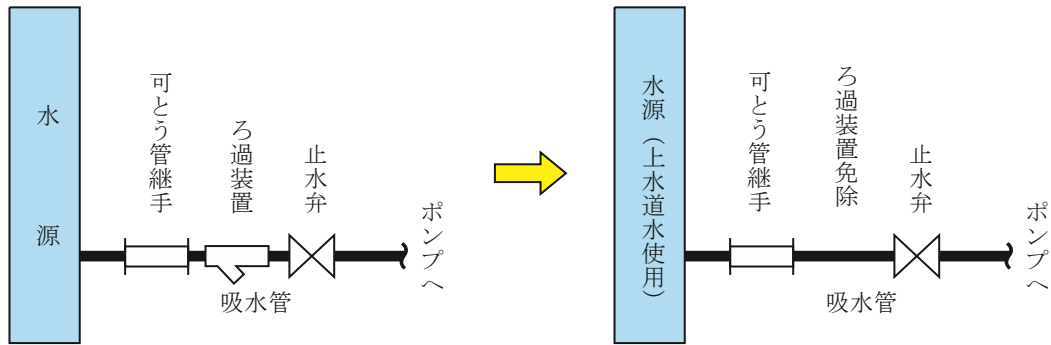 水源
可とう管継手
ろ過装置
止水弁
ポンプへ
吸水管
水源（上水道水使用）
可とう管継手
ろ過装置免除
止水弁
ポンプへ
吸水管